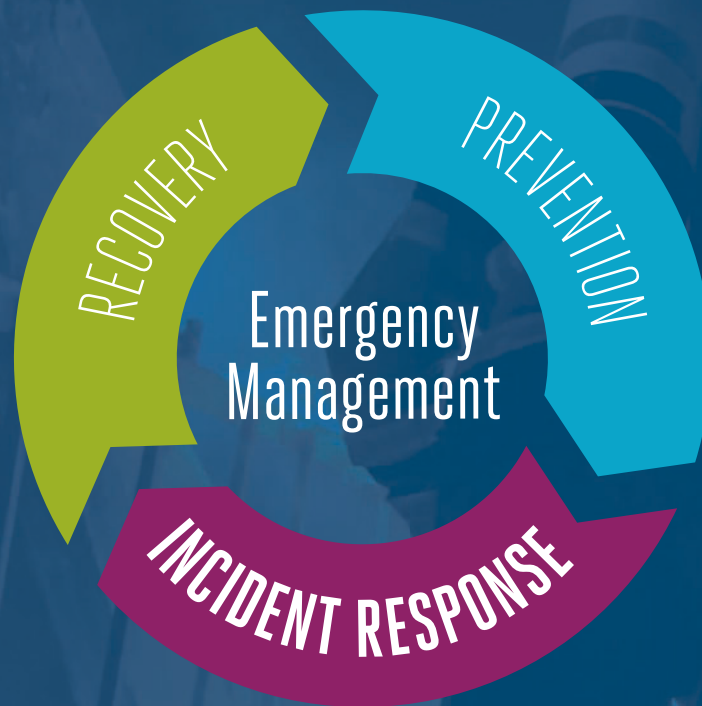 RECOVERY
PREVENTION
Emergency
Management
INCIDENT RESPONSE